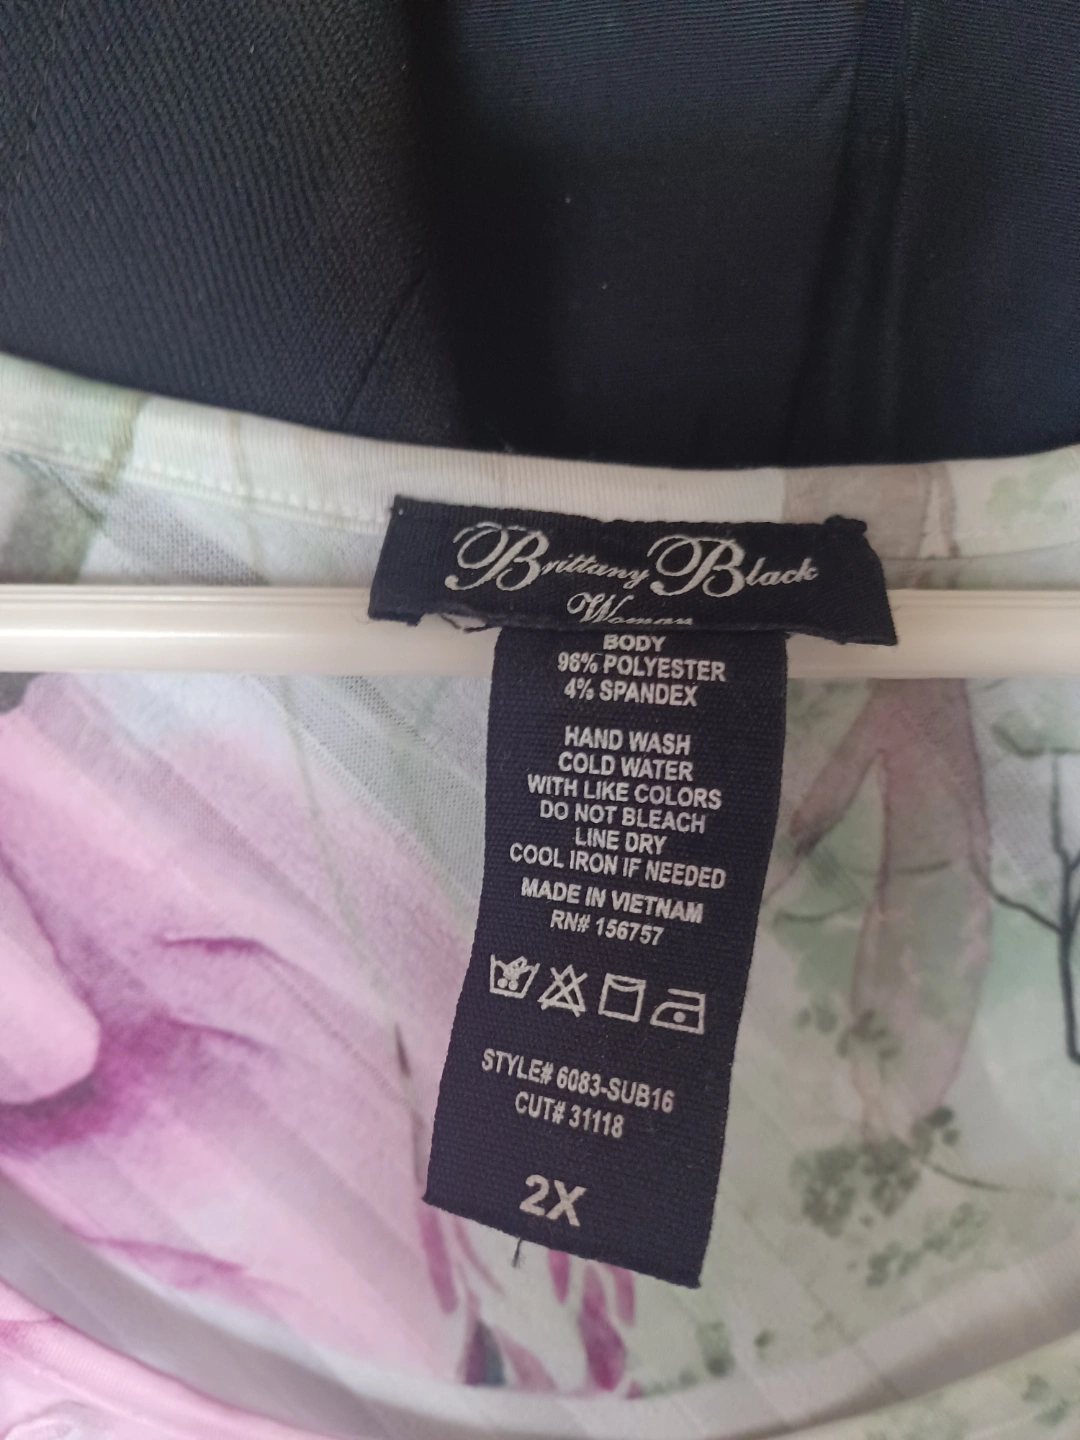 Brittany Black
Woman
BODY
96% POLYESTER
4% SPANDEX
HAND WASH
COLD WATER
WITH LIKE COLORS
DO NOT BLEACH
LINE DRY
COOL IRON IF NEEDED
MADE IN VIETNAM
RN# 156757
STYLE# 6083-SUB16
CUT# 31118
2X